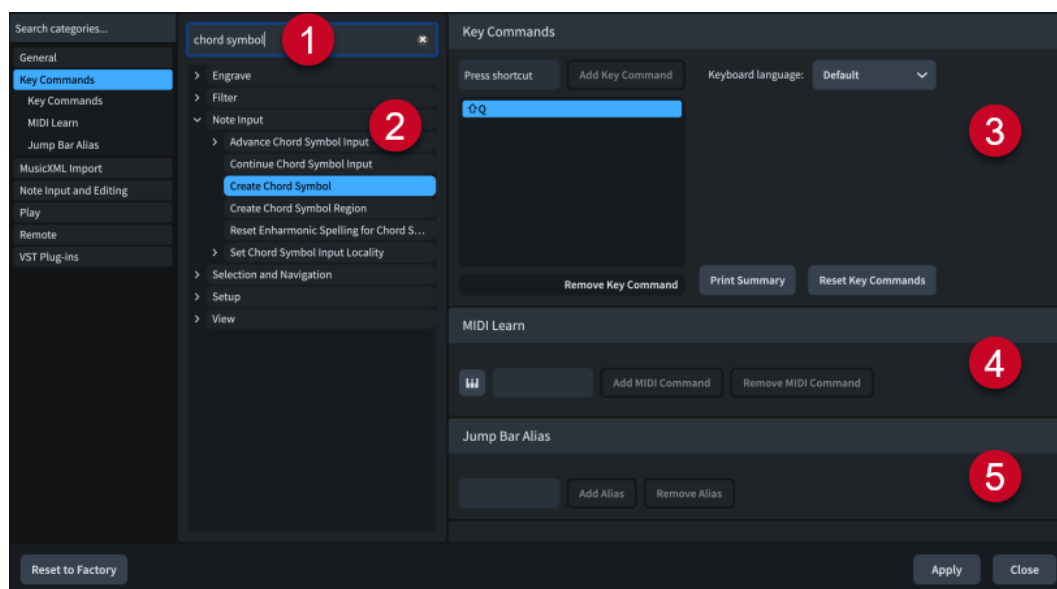 Search categories...
General
Key Commands
Key Commands
MIDI Learn
Jump Bar Alias
MusicXML Import
Note Input and Editing
Play
Remote
VST Plug-ins
chord symbol
1
Engrave
Filter
Note Input
2
Advance Chord Symbol Input
Continue Chord Symbol Input
Create Chord Symbol
Create Chord Symbol Region
Reset Enharmonic Spelling for Chord S...
Set Chord Symbol Input Locality
Selection and Navigation
Setup
View
Key Commands
Press shortcut Add Key Command Keyboard language: Default
⇧Q
3
Remove Key Command Print Summary Reset Key Commands
MIDI Learn
4
Add MIDI Command Remove MIDI Command
Jump Bar Alias
5
Add Alias Remove Alias
Reset to Factory Apply Close